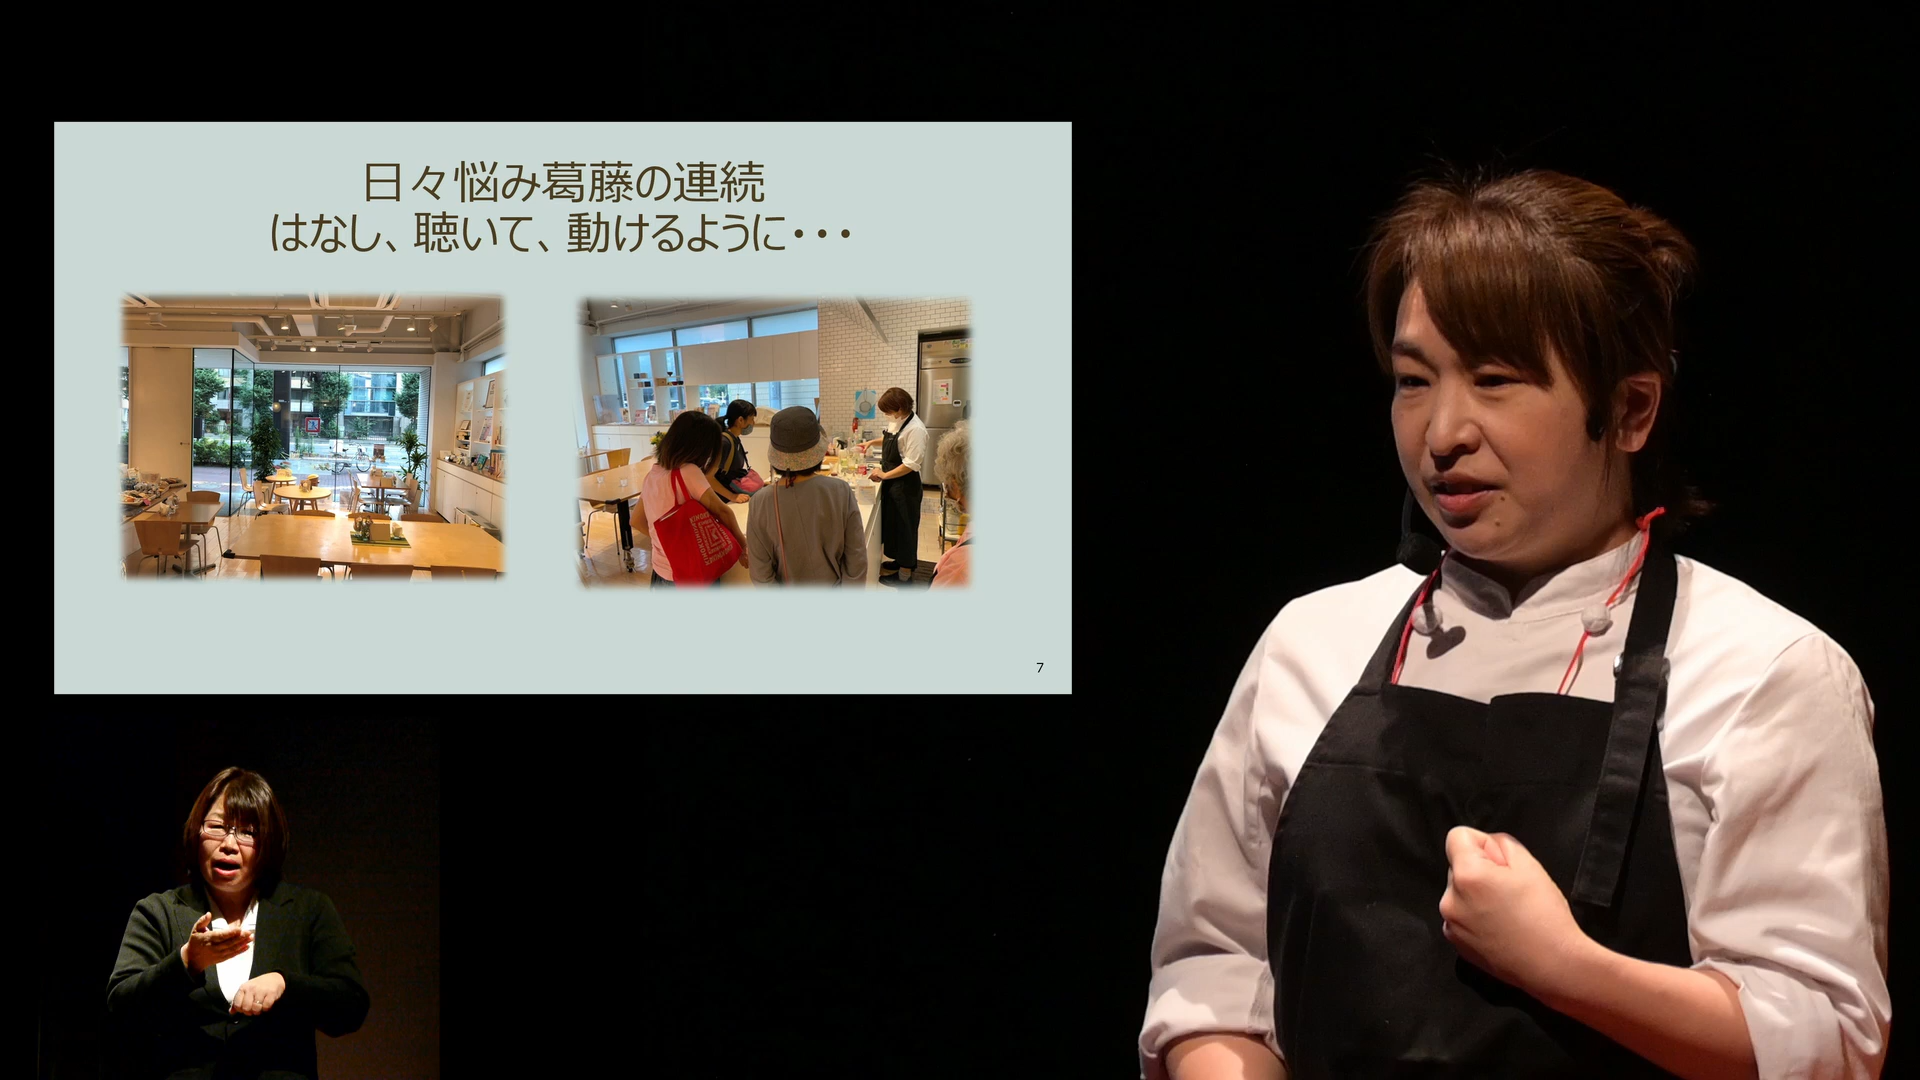 日々悩み葛藤の連続
はなし、聴いて、動けるように・・・
7